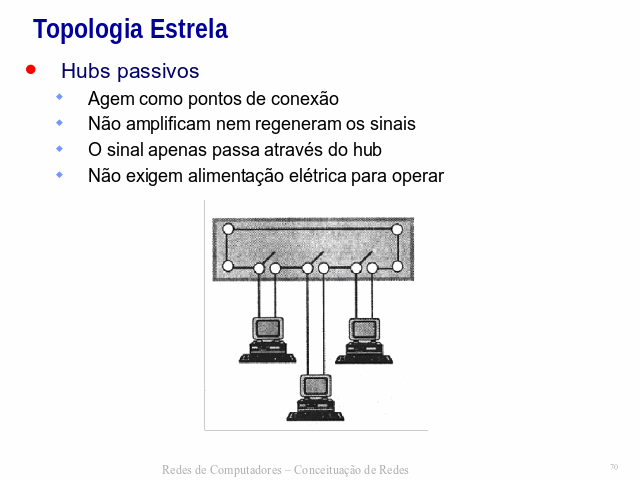 Topologia Estrela
Hubs passivos
Agem como pontos de conexão
Não amplificam nem regeneram os sinais
O sinal apenas passa através do hub
Não exigem alimentação elétrica para operar
Redes de Computadores – Conceituação de Redes
70